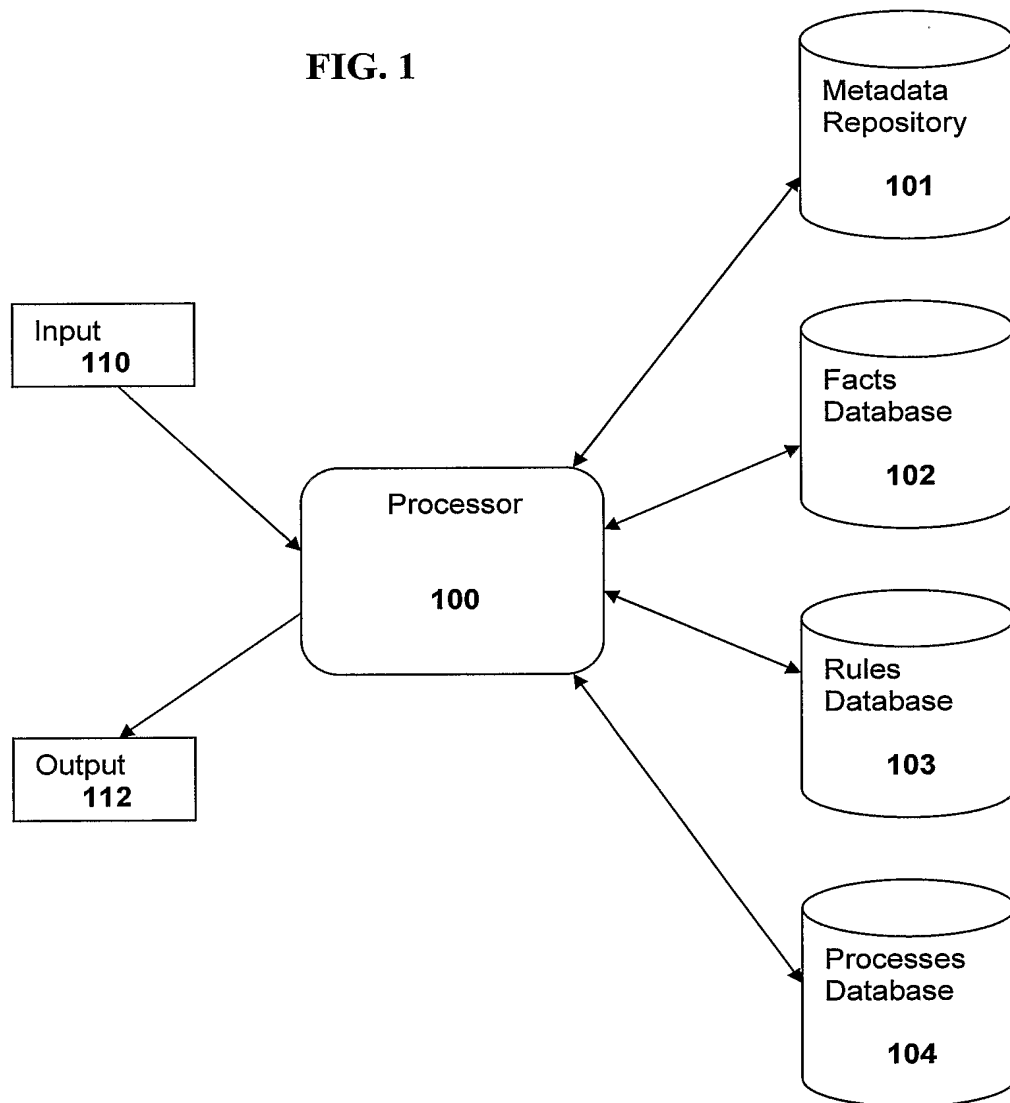 FIG. 1
Metadata
Repository
101
Input
110
Facts
Database
102
Processor
100
Rules
Database
103
Output
112
Processes
Database
104